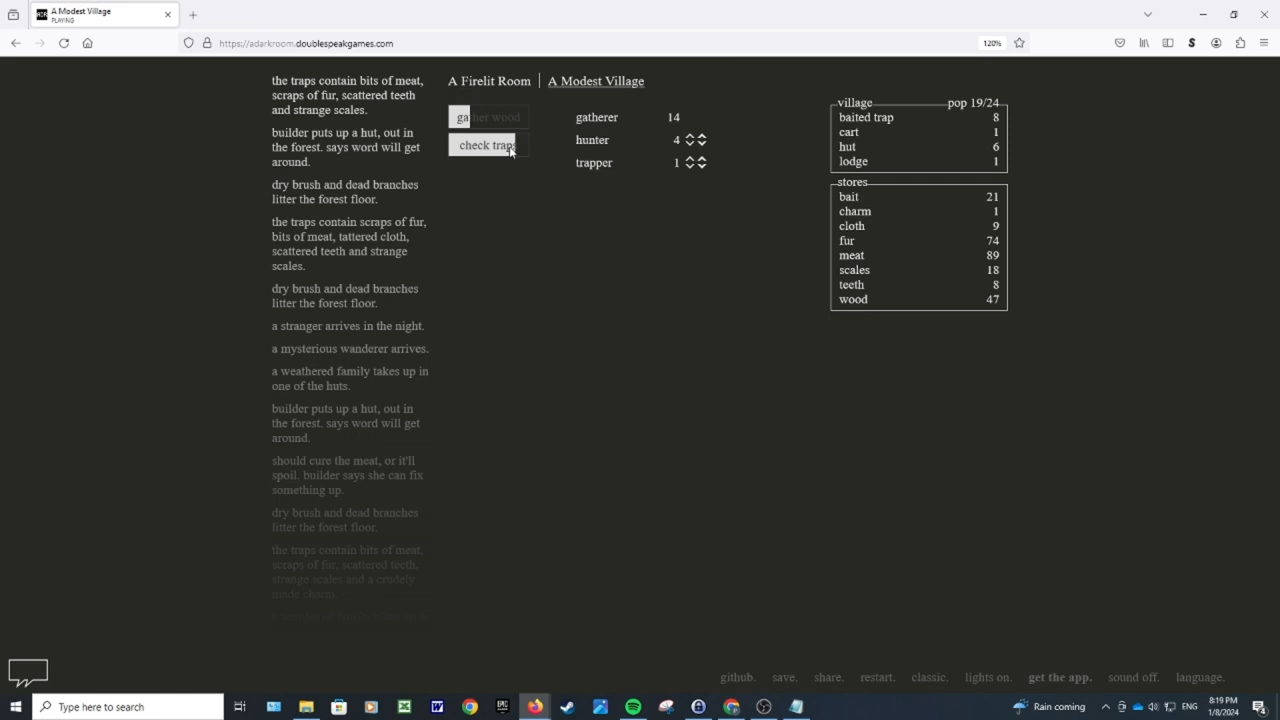 A Modest Village
PLAYING
https://adarkroom.doublespeakgames.com
120%
the traps contain bits of meat,
scraps of fur, scattered teeth
and strange scales.
builder puts up a hut, out in
the forest. says word will get
around.
dry brush and dead branches
litter the forest floor.
the traps contain scraps of fur,
bits of meat, tattered cloth,
scattered teeth and strange
scales.
dry brush and dead branches
litter the forest floor.
a stranger arrives in the night.
a mysterious wanderer arrives.
a weathered family takes up in
one of the huts.
builder puts up a hut, out in
the forest. says word will get
around.
should cure the meat, or it'll
spoil. builder says she can fix
something up.
dry brush and dead branches
litter the forest floor.
the traps contain bits of meat,
scraps of fur, scattered teeth,
strange scales and a crudely
made charm.
A Firelit Room | A Modest Village
gather wood
check traps
gatherer 14
hunter 4
trapper 1
village pop 19/24
baited trap 8
cart 1
hut 6
lodge 1
stores
bait 21
charm 1
cloth 9
fur 74
meat 89
scales 18
teeth 8
wood 47
github. save. share. restart. classic. lights on. get the app. sound off. language.
Type here to search
Rain coming
ENG
8:19 PM
1/8/2024